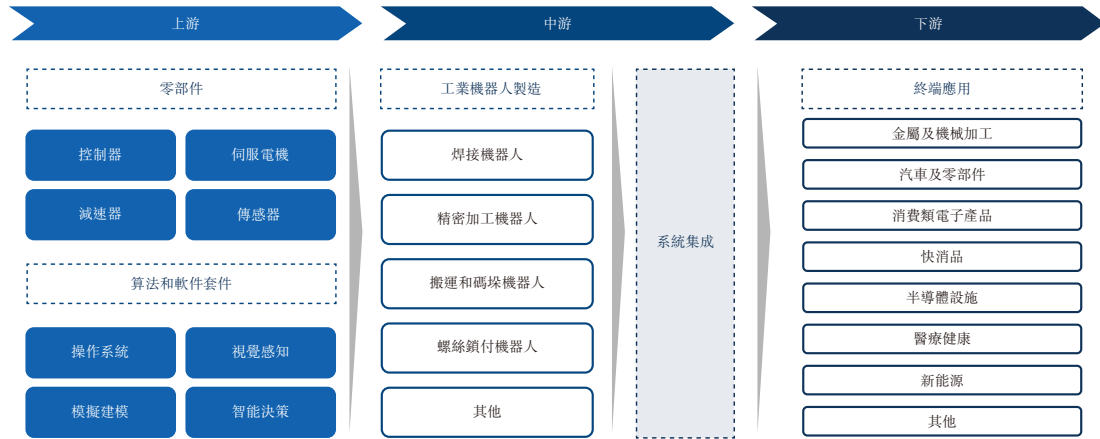 上游
中游
下游
零部件
控制器
伺服電機
減速器
傳感器
算法和軟件套件
操作系統
視覺感知
模擬建模
智能決策
工業機器人製造
焊接機器人
精密加工機器人
搬運和碼垛機器人
螺絲鎖付機器人
其他
系統集成
終端應用
金屬及機械加工
汽車及零部件
消費類電子產品
快消品
半導體設施
醫療健康
新能源
其他